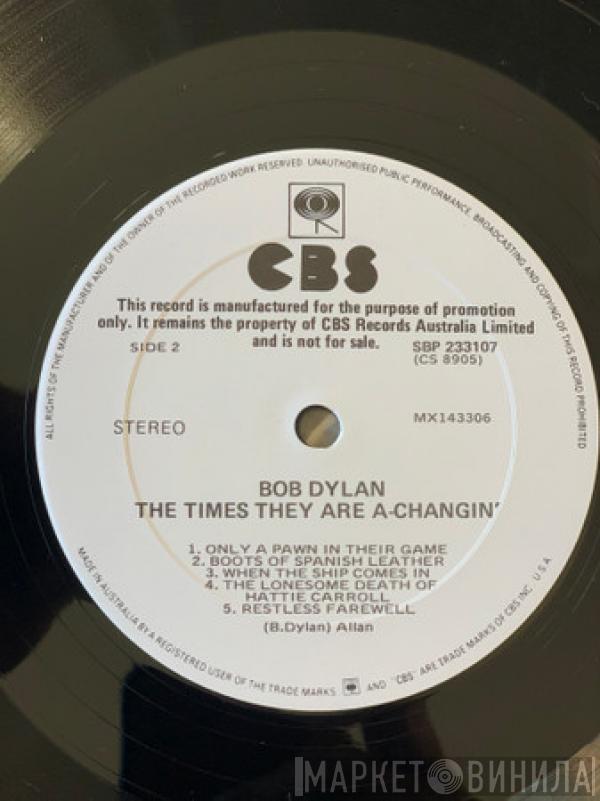 ALL RIGHTS OF THE MANUFACTURER AND OF THE OWNER OF THE RECORDED WORK RESERVED. UNAUTHORISED PUBLIC PERFORMANCE, BROADCASTING AND COPYING OF THIS RECORD PROHIBITED
CBS
This record is manufactured for the purpose of promotion
only. It remains the property of CBS Records Australia Limited
and is not for sale.
SIDE 2
SBP 233107
(CS 8905)
STEREO
MX143306
BOB DYLAN
THE TIMES THEY ARE A-CHANGIN'
1. ONLY A PAWN IN THEIR GAME
2. BOOTS OF SPANISH LEATHER
3. WHEN THE SHIP COMES IN
4. THE LONESOME DEATH OF
HATTIE CARROLL
5. RESTLESS FAREWELL
(B.Dylan) Allan
MADE IN AUSTRALIA BY A REGISTERED USER OF THE TRADE MARKS AND "CBS" ARE TRADE MARKS OF CBS INC. U.S.A.
МАРКЕТ ВИНИЛА